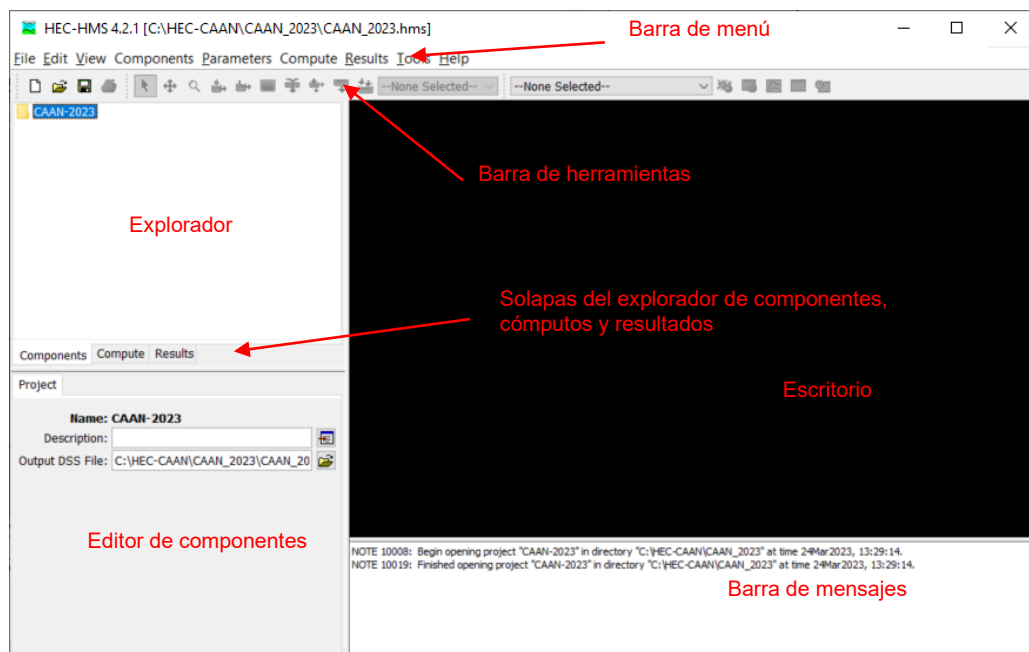 HEC-HMS 4.2.1 [C:\HEC-CAAN\CAAN_2023\CAAN_2023.hms]
Barra de menú
File Edit View Components Parameters Compute Results Tools Help
--None Selected-- --None Selected--
CAAN-2023
Barra de herramientas
Explorador
Solapas del explorador de componentes,
cómputos y resultados
Components Compute Results
Project
Escritorio
Name: CAAN-2023
Description:
Output DSS File: C:\HEC-CAAN\CAAN_2023\CAAN_20
Editor de componentes
NOTE 10008: Begin opening project "CAAN-2023" in directory "C:\HEC-CAAN\CAAN_2023" at time 24Mar2023, 13:29:14.
NOTE 10019: Finished opening project "CAAN-2023" in directory "C:\HEC-CAAN\CAAN_2023" at time 24Mar2023, 13:29:14.
Barra de mensajes